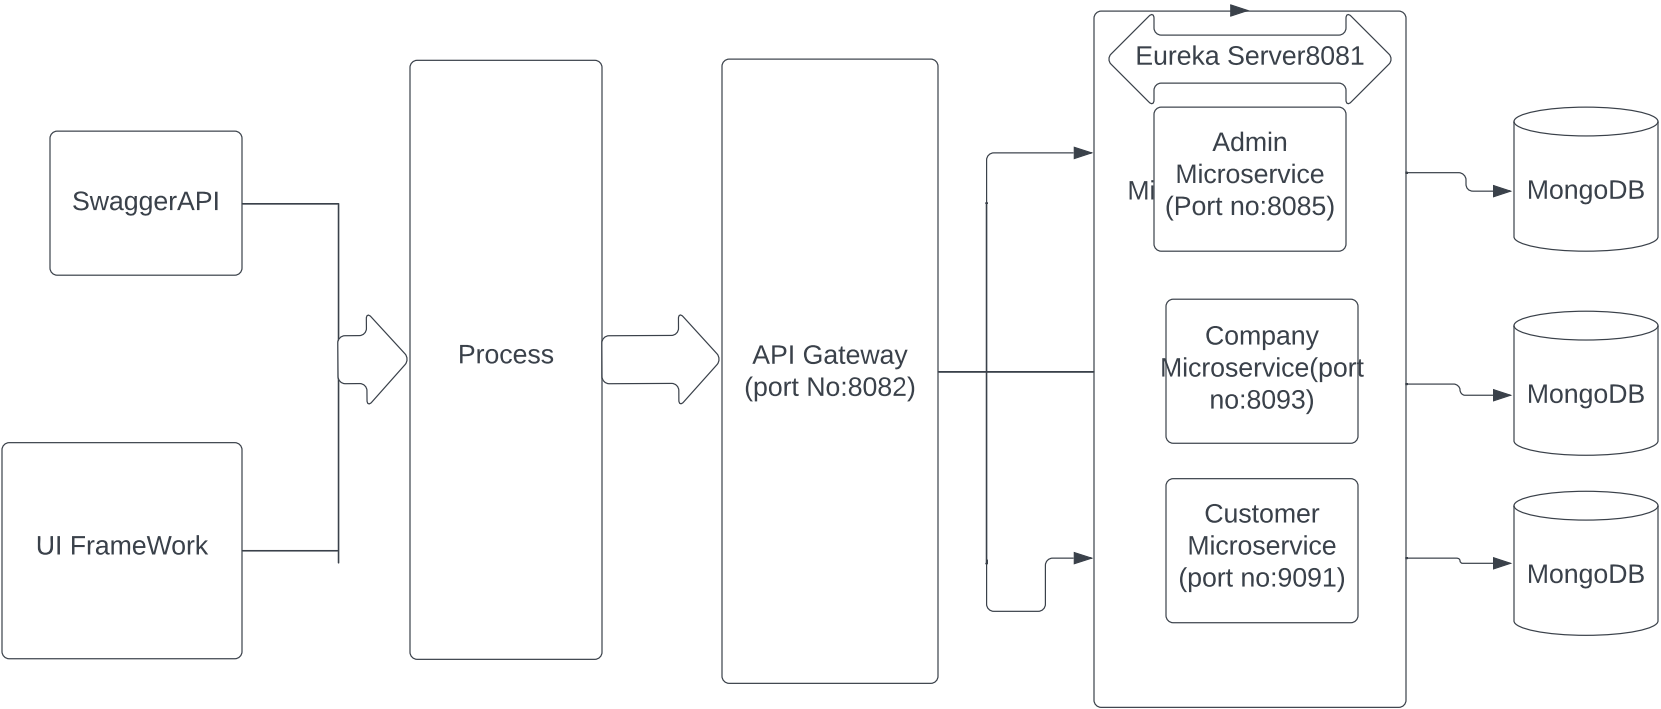 SwaggerAPI
UI FrameWork
Process
API Gateway
(port No:8082)
Eureka Server8081
Mi
Admin
Microservice
(Port no:8085)
Company
Microservice(port
no:8093)
Customer
Microservice
(port no:9091)
MongoDB
MongoDB
MongoDB